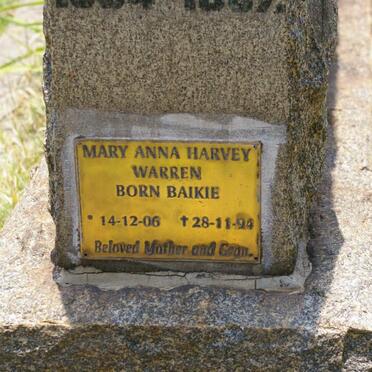 MARY ANNA HARVEY
WARREN
BORN BAIKIE
* 14-12-06 † 28-11-94
Beloved Mother and Gran.